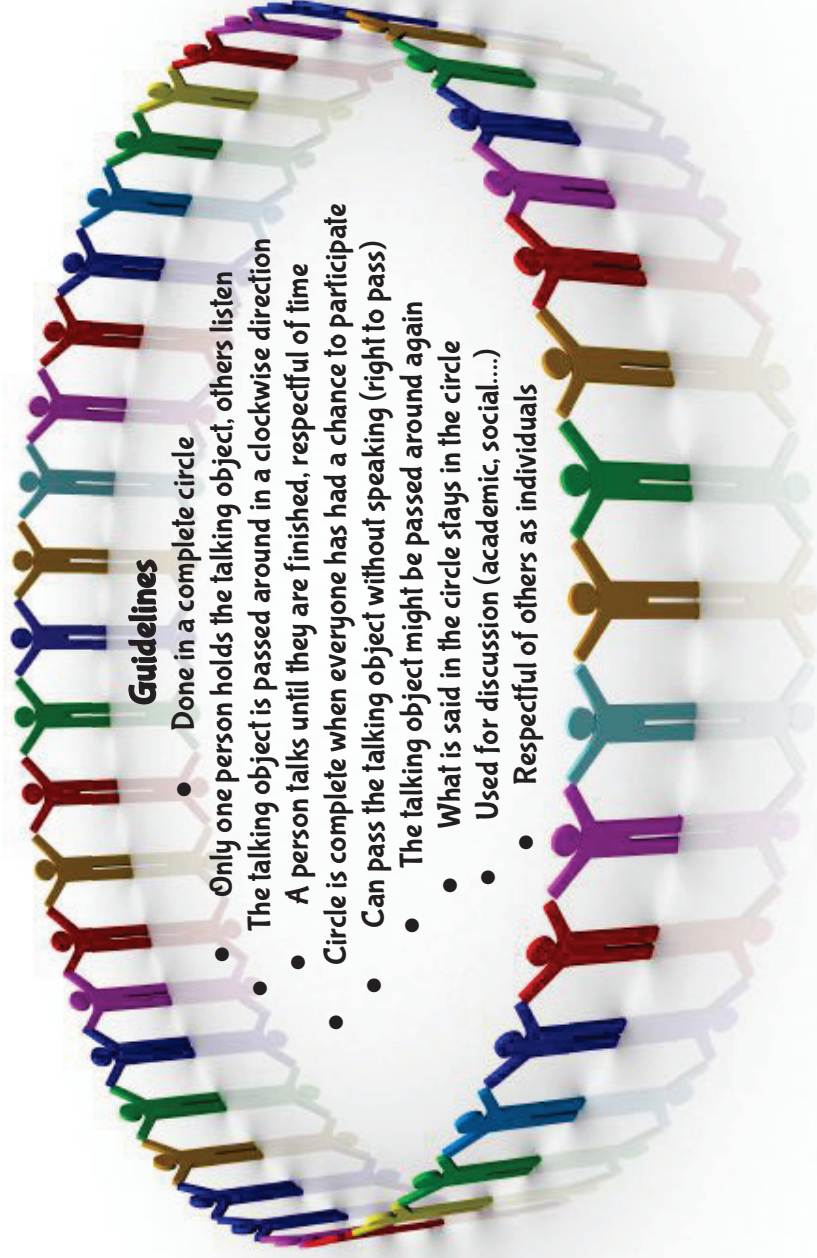 Guidelines
• Done in a complete circle
• Only one person holds the talking object, others listen
• The talking object is passed around in a clockwise direction
• A person talks until they are finished, respectful of time
• Circle is complete when everyone has had a chance to participate
• Can pass the talking object without speaking (right to pass)
• The talking object might be passed around again
• What is said in the circle stays in the circle
• Used for discussion (academic, social....)
• Respectful of others as individuals